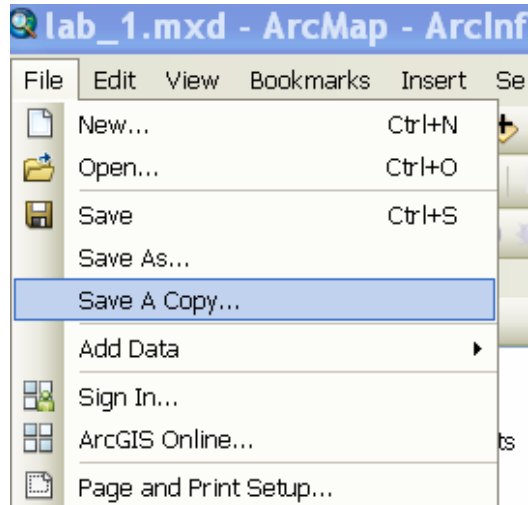 lab_1.mxd - ArcMap - ArcInf
File Edit View Bookmarks Insert Se
New... Ctrl+N
Open... Ctrl+O
Save Ctrl+S
Save As...
Save A Copy...
Add Data
Sign In...
ArcGIS Online...
ts
Page and Print Setup...